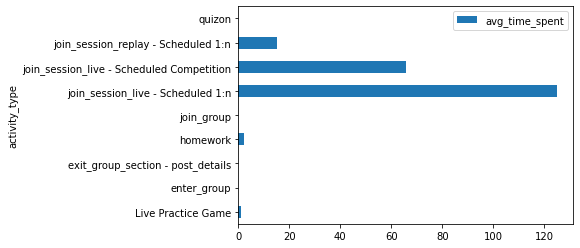 avg_time_spent
activity_type
quizon
join_session_replay - Scheduled 1:n
join_session_live - Scheduled Competition
join_session_live - Scheduled 1:n
join_group
homework
exit_group_section - post_details
enter_group
Live Practice Game
0 20 40 60 80 100 120